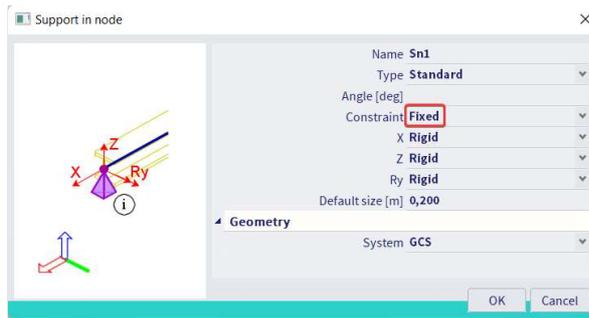 Support in node
Name Sn1
Type Standard
Angle [deg]
Constraint Fixed
X Rigid
Z Rigid
Ry Rigid
Default size [m] 0,200
Geometry
System GCS
Z
X
Ry
i
OK Cancel